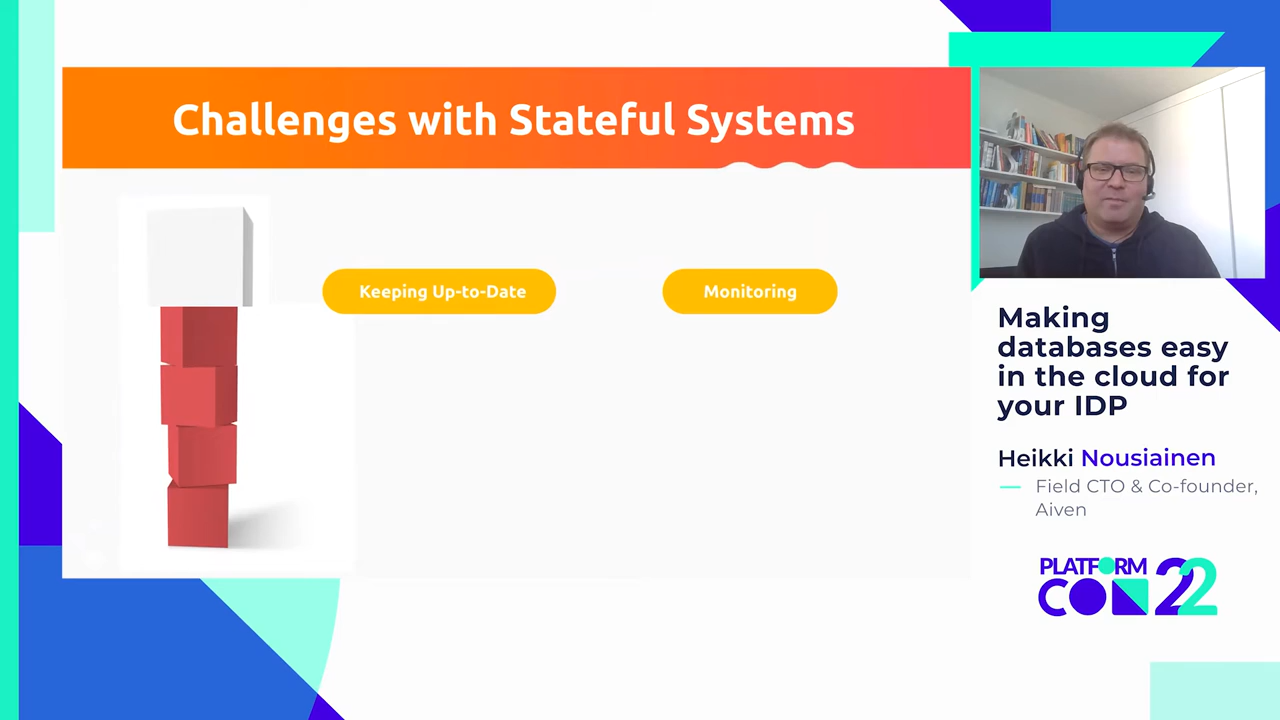 Challenges with Stateful Systems
Keeping Up-to-Date
Monitoring
Making
databases easy
in the cloud for
your IDP
Heikki Nousiainen
Field CTO & Co-founder,
Aiven
PLATFORM
CON 22